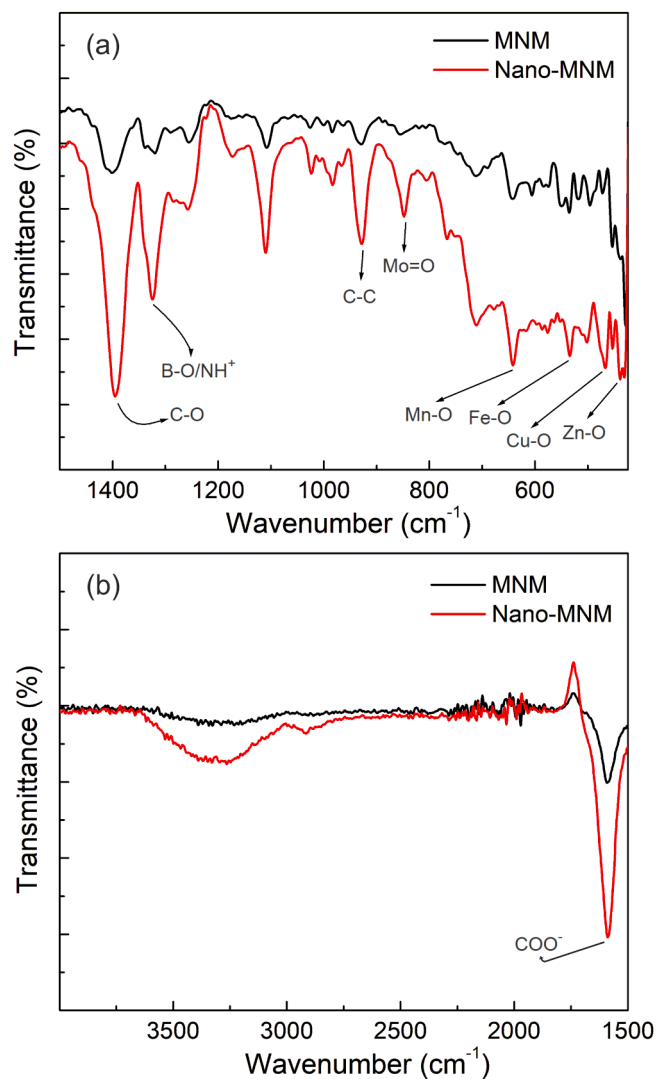 (a)
MNM
Nano-MNM
Transmittance (%)
Mo=O
C-C
B-O/NH⁺
C-O
Mn-O
Fe-O
Cu-O
Zn-O
1400 1200 1000 800 600
Wavenumber (cm⁻¹)
(b)
MNM
Nano-MNM
Transmittance (%)
COO⁻
3500 3000 2500 2000 1500
Wavenumber (cm⁻¹)